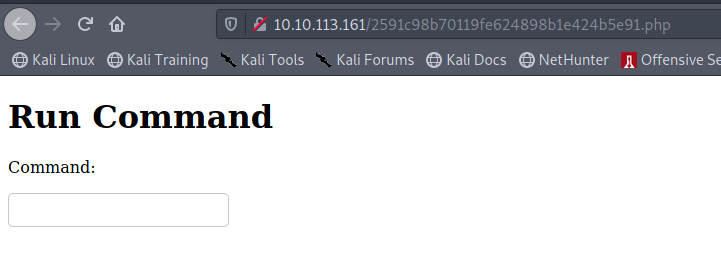 10.10.113.161/2591c98b70119fe624898b1e424b5e91.php
Kali Linux Kali Training Kali Tools Kali Forums Kali Docs NetHunter Offensive Se
Run Command
Command: